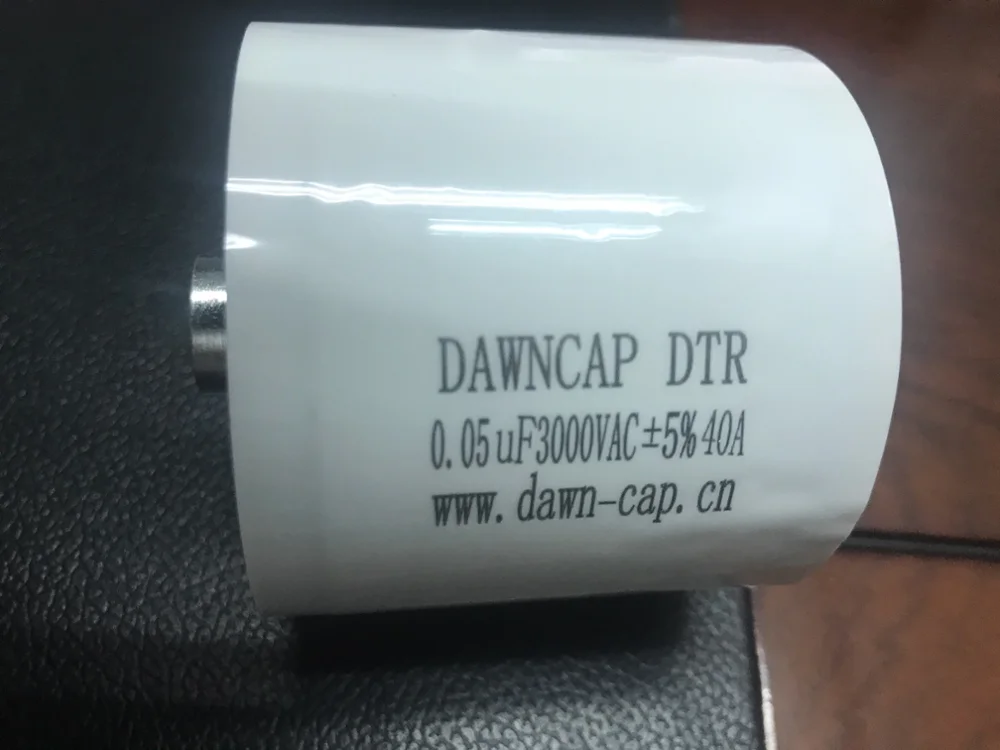 DAWNCAP DTR
0.05uF3000VAC±5%40A
www.dawn-cap.cn